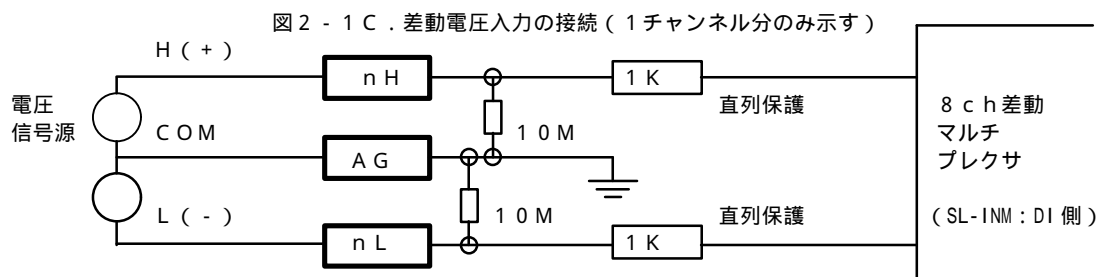 図2-1C.差動電圧入力の接続(1チャンネル分のみ示す)
H(+)
nH
1K
電圧
信号源
直列保護
8ch差動
マルチ
プレクサ
COM
10M
AG
L(-)
10M
直列保護
(SL-INM:DI側)
nL
1K